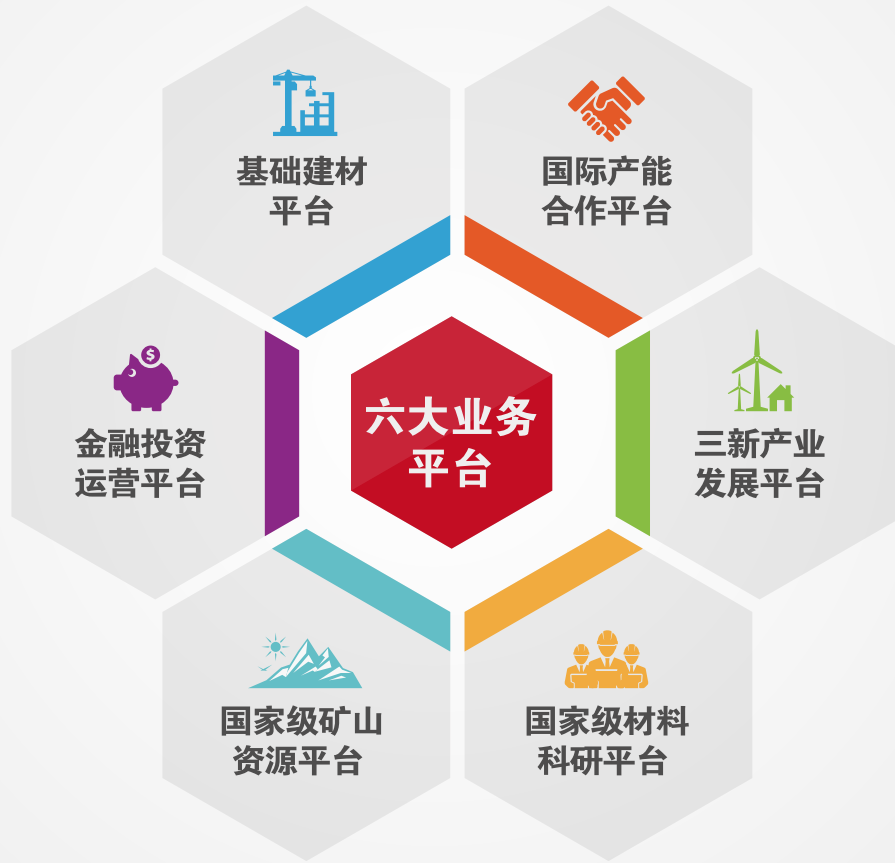 基础建材
平台
国际产能
合作平台
金融投资
运营平台
六大业务
平台
三新产业
发展平台
国家级矿山
资源平台
国家级材料
科研平台